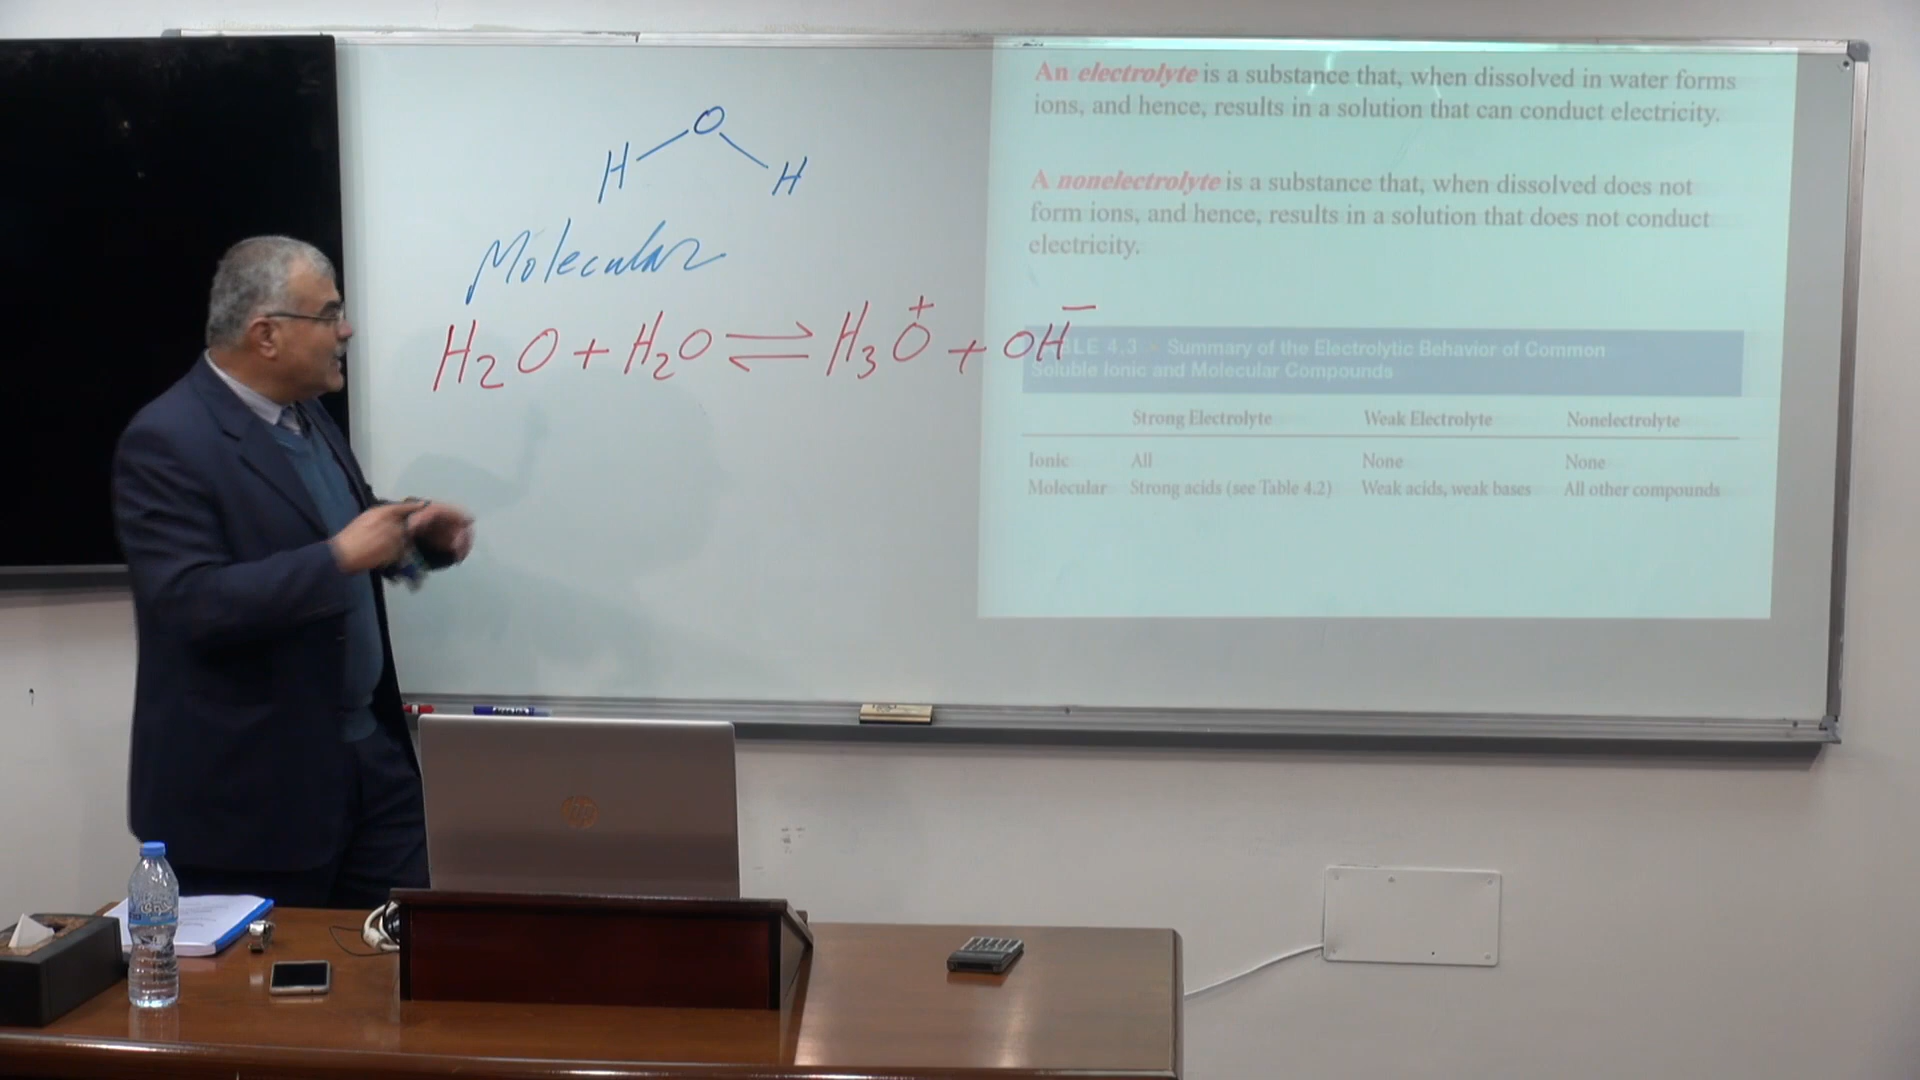 O
H H
Molecular
H2O + H2O ⇌ H3O+ + OH−
An electrolyte is a substance that, when dissolved in water forms
ions, and hence, results in a solution that can conduct electricity.
A nonelectrolyte is a substance that, when dissolved does not
form ions, and hence, results in a solution that does not conduct
electricity.
BLE 4.3 Summary of the Electrolytic Behavior of Common
Soluble Ionic and Molecular Compounds
Strong Electrolyte Weak Electrolyte Nonelectrolyte
Ionic All None None
Molecular Strong acids (see Table 4.2) Weak acids, weak bases All other compounds
hp